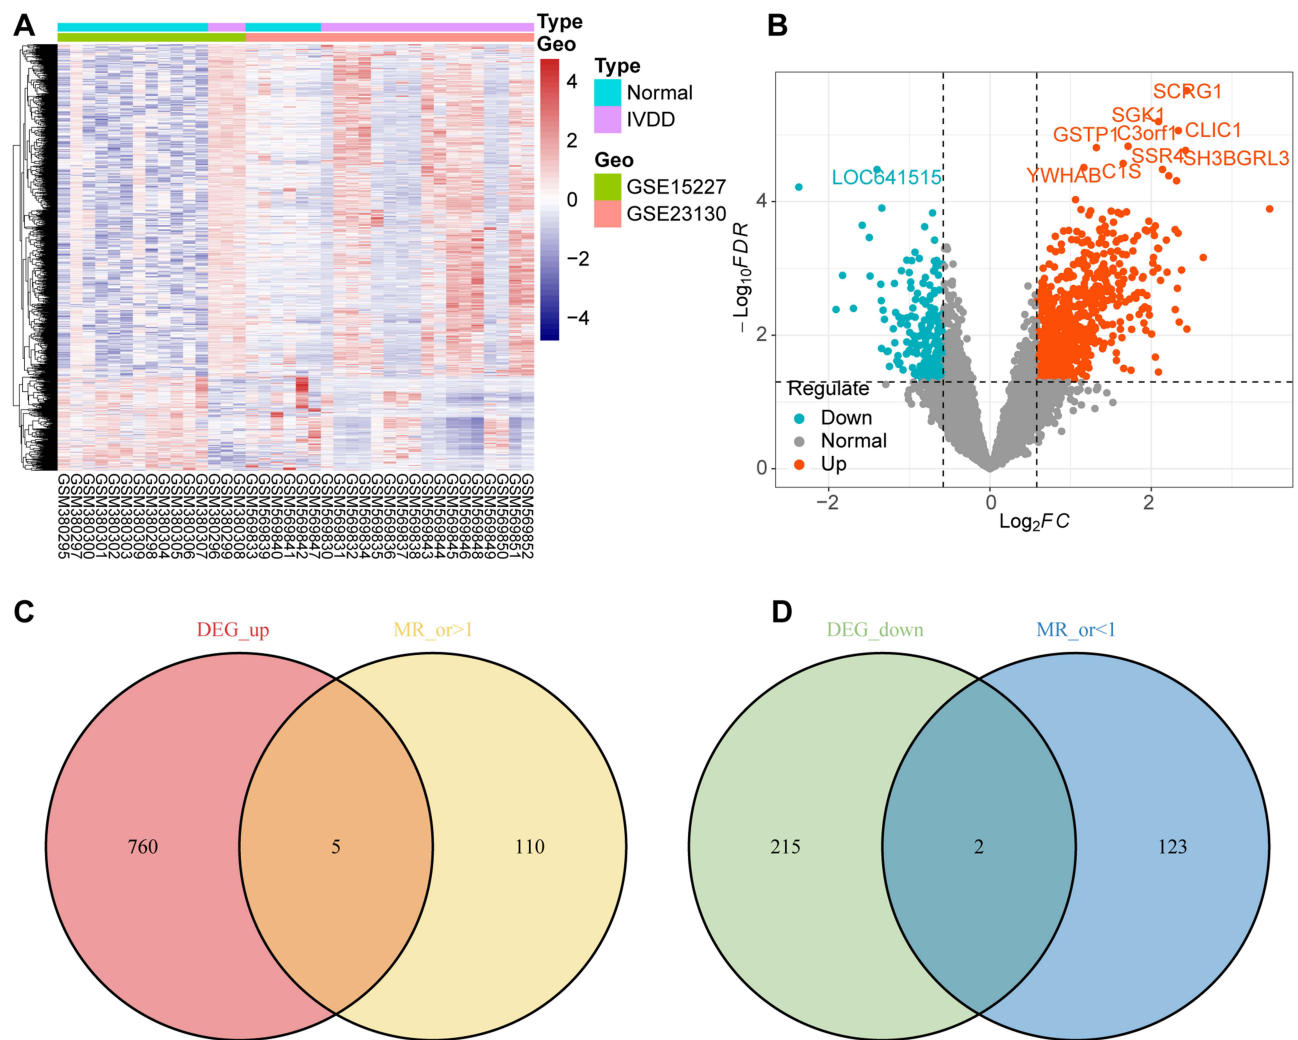 A
Type
Geo
4
2
0
−2
−4
Type
Normal
IVDD
Geo
GSE15227
GSE23130
GSM380295
GSM380297
GSM380300
GSM380301
GSM380302
GSM380303
GSM380309
GSM380298
GSM380304
GSM380305
GSM380306
GSM380307
GSM380296
GSM380299
GSM380308
GSM569833
GSM569839
GSM569840
GSM569841
GSM569842
GSM569847
GSM569830
GSM569831
GSM569832
GSM569834
GSM569835
GSM569836
GSM569837
GSM569838
GSM569843
GSM569844
GSM569845
GSM569846
GSM569848
GSM569849
GSM569850
GSM569851
GSM569852
B
SCRG1
SGK1
GSTP1
C3orf1
CLIC1
SSR4
SH3BGRL3
YWHAB
C1S
LOC641515
−Log10FDR
4
2
0
Regulate
Down
Normal
Up
−2
0
2
Log2FC
C
DEG_up
MR_or>1
760
5
110
D
DEG_down
MR_or<1
215
2
123